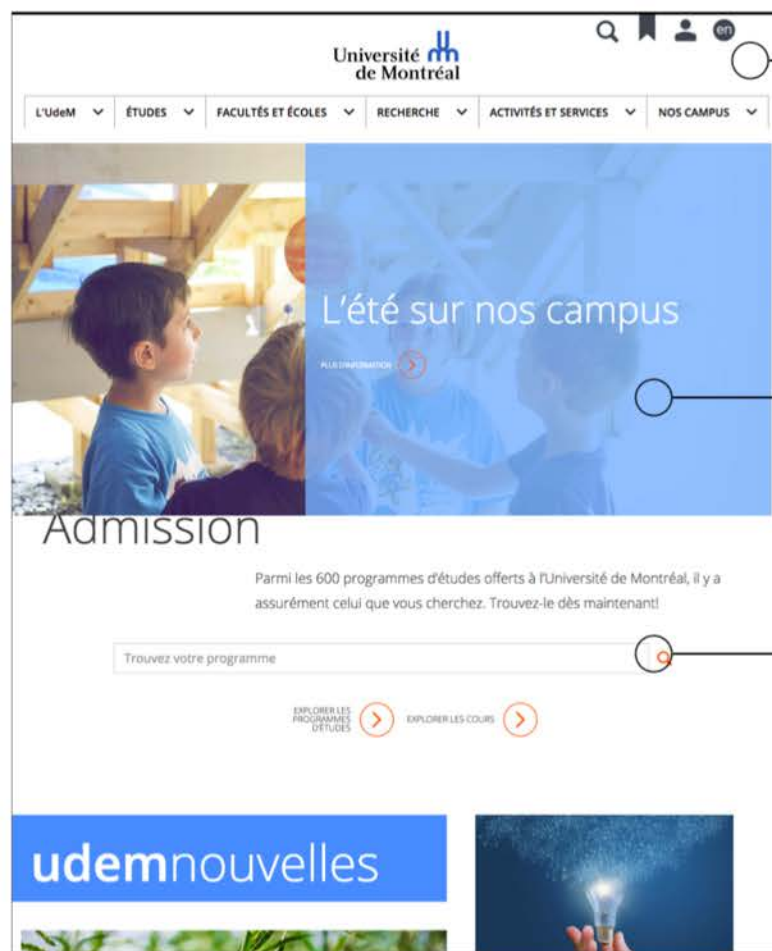 Université
de Montréal
en
L'UdeM
ÉTUDES
FACULTÉS ET ÉCOLES
RECHERCHE
ACTIVITÉS ET SERVICES
NOS CAMPUS
L'été sur nos campus
PLUS D'INFORMATION
Admission
Parmi les 600 programmes d'études offerts à l'Université de Montréal, il y a
assurément celui que vous cherchez. Trouvez-le dès maintenant!
Trouvez votre programme
EXPLORER LES
PROGRAMMES
D'ÉTUDES
EXPLORER LES COURS
udemnouvelles